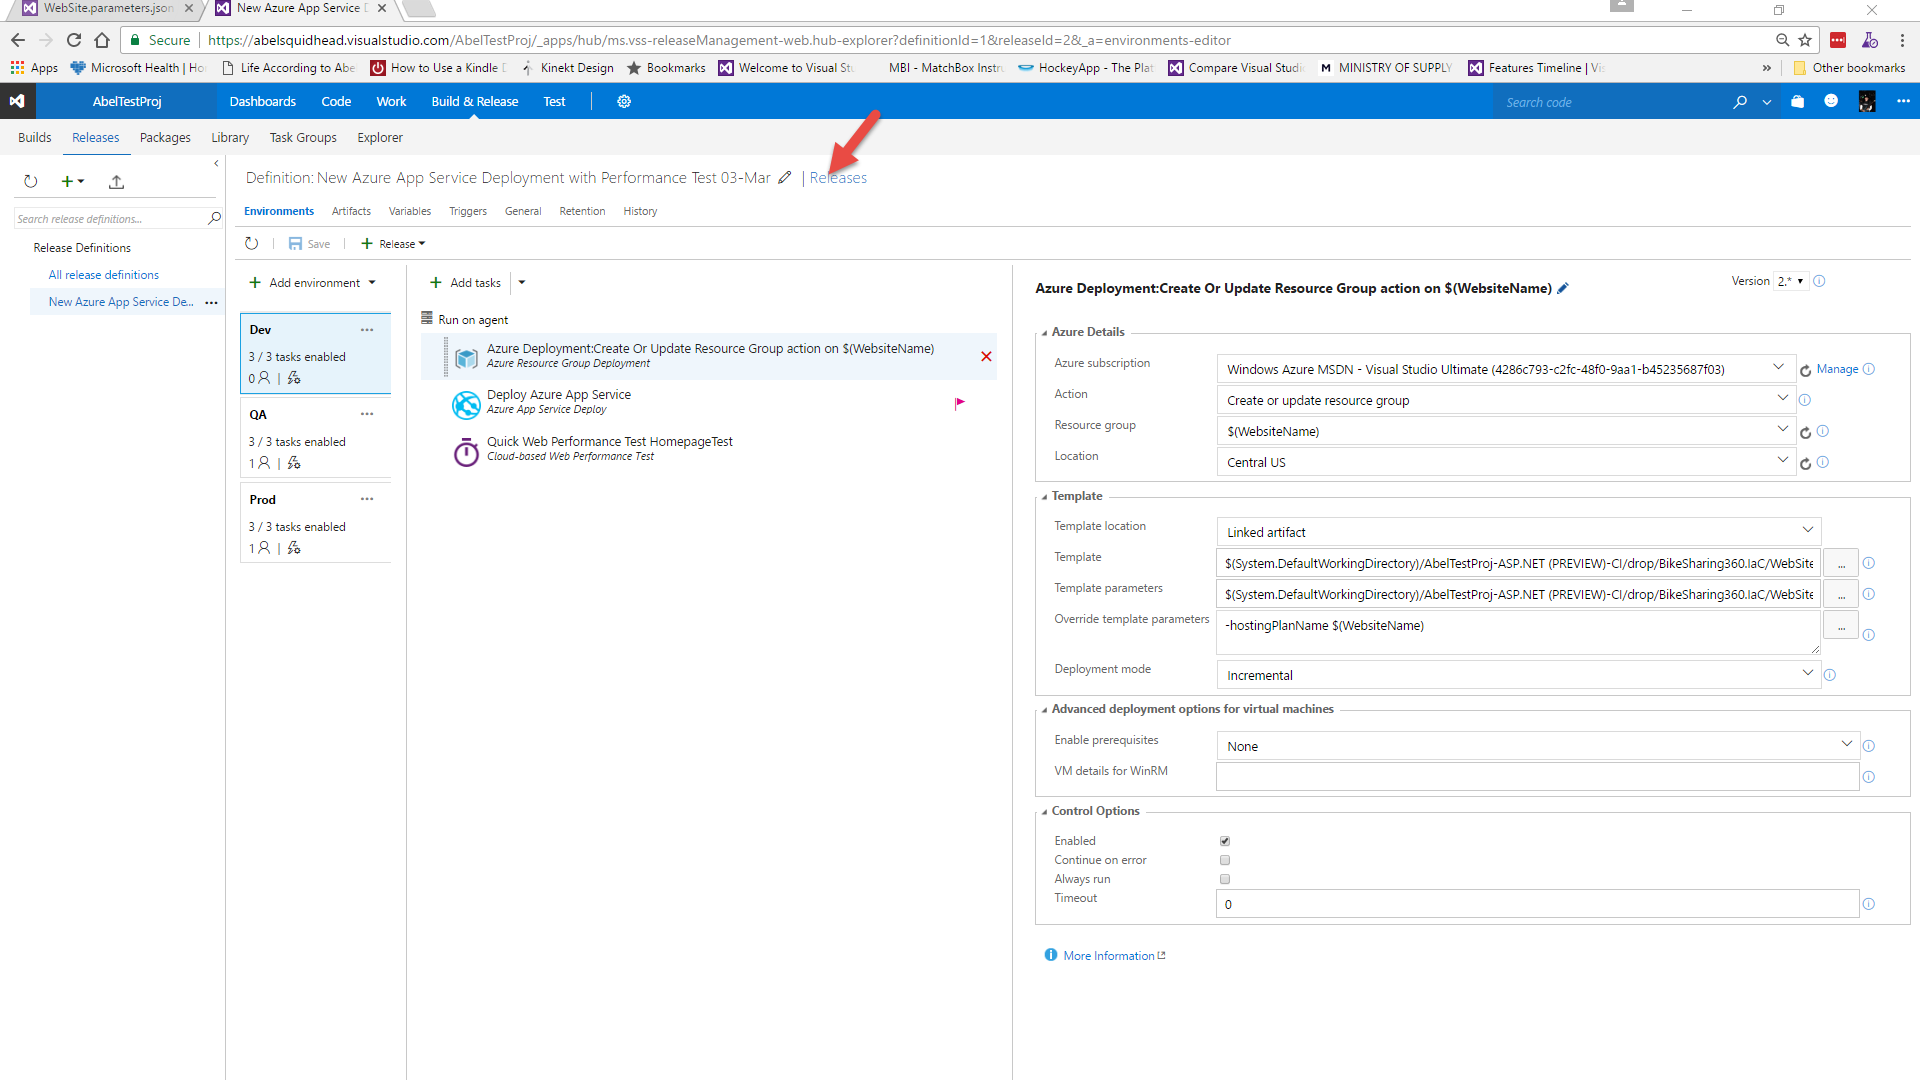 WebSite.parameters.json
New Azure App Service D
Secure
https://abelsquidhead.visualstudio.com/AbelTestProj/_apps/hub/ms.vss-releaseManagement-web.hub-explorer?definitionId=1&releaseId=2&_a=environments-editor
Apps
Microsoft Health | Ho
Life According to Abe
How to Use a Kindle D
Kinekt Design
Bookmarks
Welcome to Visual Stu
MBI - MatchBox Instru
HockeyApp - The Plat
Compare Visual Studio
M MINISTRY OF SUPPLY
Features Timeline | Vis
»
Other bookmarks
AbelTestProj
Dashboards
Code
Work
Build & Release
Test
Search code
Builds
Releases
Packages
Library
Task Groups
Explorer
Search release definitions...
Release Definitions
All release definitions
New Azure App Service De...
Definition: New Azure App Service Deployment with Performance Test 03-Mar | Releases
Environments
Artifacts
Variables
Triggers
General
Retention
History
Save
Release
Add environment
Dev
3 / 3 tasks enabled
0
QA
3 / 3 tasks enabled
1
Prod
3 / 3 tasks enabled
1
Add tasks
Run on agent
Azure Deployment:Create Or Update Resource Group action on $(WebsiteName)
Azure Resource Group Deployment
Deploy Azure App Service
Azure App Service Deploy
Quick Web Performance Test HomepageTest
Cloud-based Web Performance Test
Azure Deployment:Create Or Update Resource Group action on $(WebsiteName)
Version 2.*
Azure Details
Azure subscription
Windows Azure MSDN - Visual Studio Ultimate (4286c793-c2fc-48f0-9aa1-b45235687f03)
Manage
Action
Create or update resource group
Resource group
$(WebsiteName)
Location
Central US
Template
Template location
Linked artifact
Template
$(System.DefaultWorkingDirectory)/AbelTestProj-ASP.NET (PREVIEW)-CI/drop/BikeSharing360.IaC/WebSite
...
Template parameters
$(System.DefaultWorkingDirectory)/AbelTestProj-ASP.NET (PREVIEW)-CI/drop/BikeSharing360.IaC/WebSite
...
Override template parameters
-hostingPlanName $(WebsiteName)
...
Deployment mode
Incremental
Advanced deployment options for virtual machines
Enable prerequisites
None
VM details for WinRM
Control Options
Enabled
Continue on error
Always run
Timeout
0
More Information